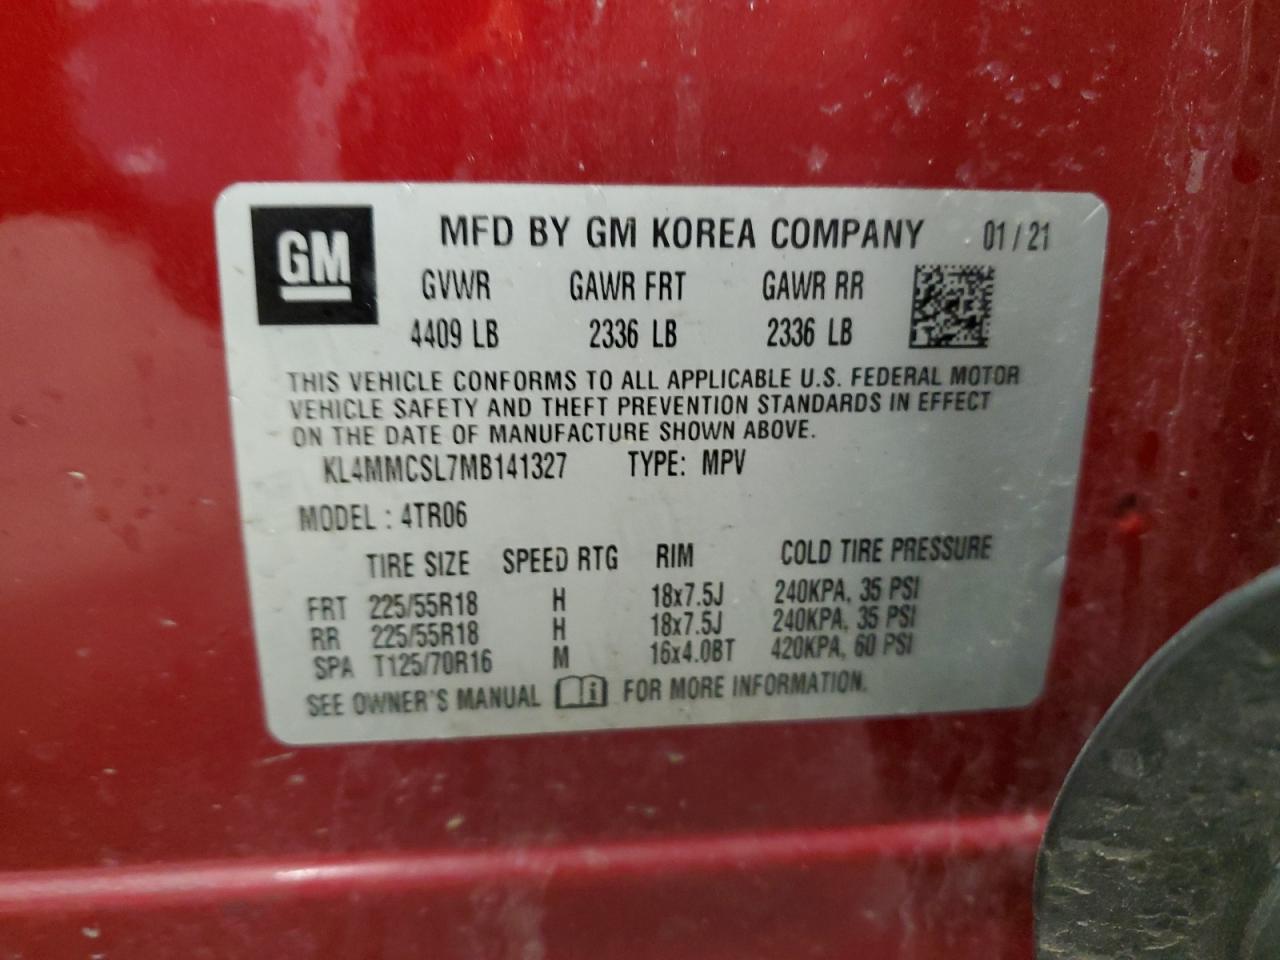 GM
MFD BY GM KOREA COMPANY 01/21
GVWR GAWR FRT GAWR RR
4409 LB 2336 LB 2336 LB
THIS VEHICLE CONFORMS TO ALL APPLICABLE U.S. FEDERAL MOTOR
VEHICLE SAFETY AND THEFT PREVENTION STANDARDS IN EFFECT
ON THE DATE OF MANUFACTURE SHOWN ABOVE.
KL4MMCSL7MB141327 TYPE: MPV
MODEL : 4TR06
TIRE SIZE SPEED RTG RIM COLD TIRE PRESSURE
FRT 225/55R18 H 18x7.5J 240KPA, 35 PSI
RR 225/55R18 H 18x7.5J 240KPA, 35 PSI
SPA T125/70R16 M 16x4.0BT 420KPA, 60 PSI
SEE OWNER'S MANUAL i FOR MORE INFORMATION.